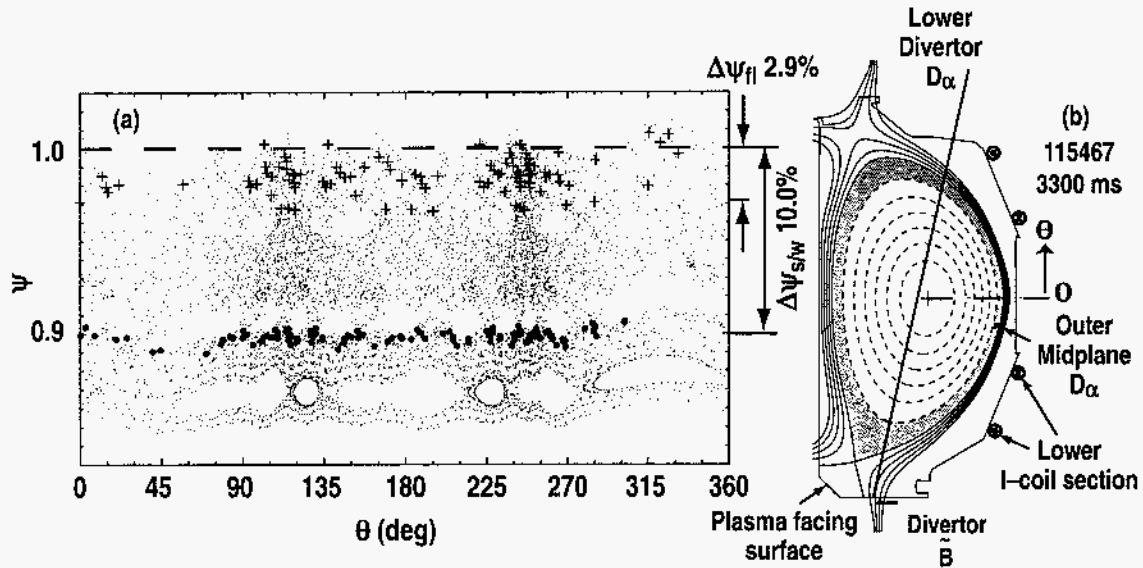 (a)
Δψfl 2.9%
1.0
0.9
Ψ
Δψs/w 10.0%
0 45 90 135 180 225 270 315 360
θ (deg)
Lower
Divertor
Dα
(b)
115467
3300 ms
θ
0
Outer
Midplane
Dα
Lower
I–coil section
Plasma facing
surface
Divertor
B̃